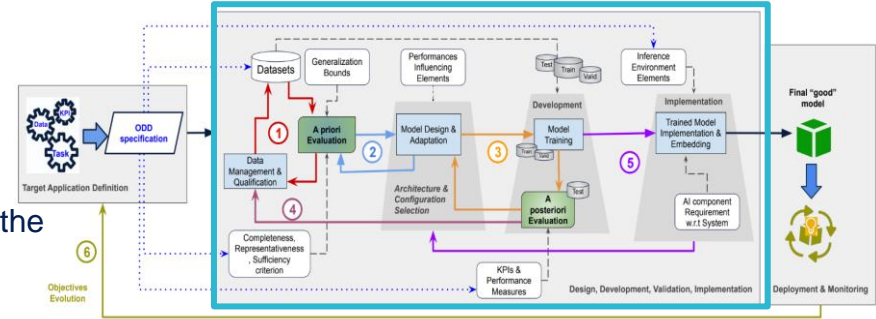 Data
KPI
Task
ODD
specification
Target Application Definition
the
6
Objectives
Evolution
Datasets
Generalization
Bounds
Performances
Influencing
Elements
Test
Train
Valid
Inference
Environment
Elements
Development
Implementation
1
A priori
Evaluation
2
Model Design &
Adaptation
3
Model
Training
Train
Valid
5
Trained Model
Implementation &
Embedding
Data
Management &
Qualification
4
Architecture &
Configuration
Selection
Test
A
posteriori
Evaluation
AI component
Requirement
w.r.t System
Completeness,
Representativeness
, Sufficiency
criterion
KPIs &
Performance
Measures
Design, Development, Validation, Implementation
Final “good”
model
Deployment & Monitoring